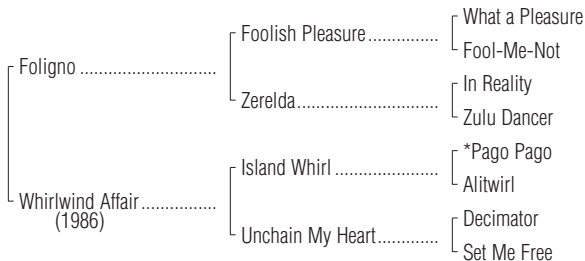 What a Pleasure
Foolish Pleasure...............
Fool-Me-Not
Foligno .............................
In Reality
Zerelda..............................
Zulu Dancer
*Pago Pago
Island Whirl ......................
Alitwirl
Whirlwind Affair................
(1986)
Decimator
Unchain My Heart.............
Set Me Free